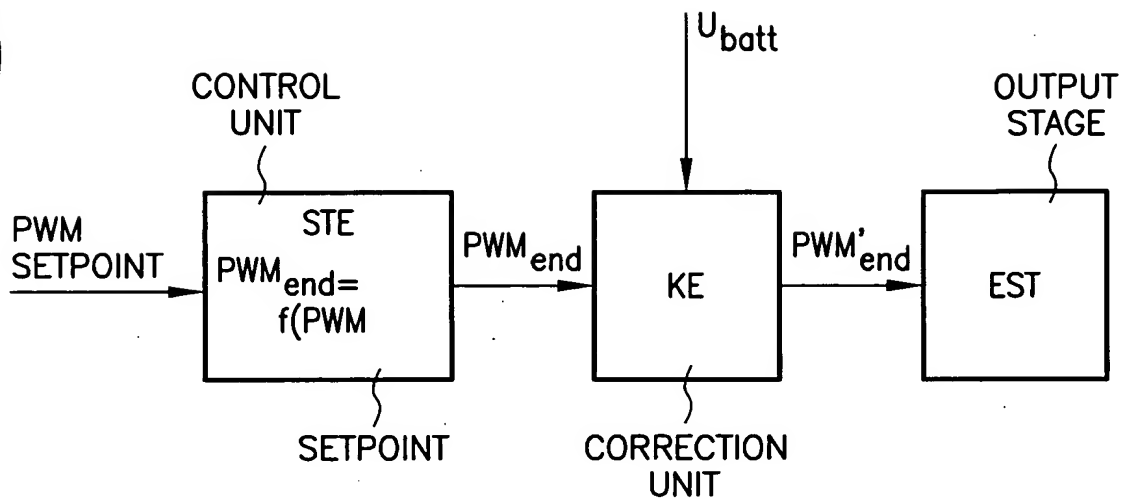 U_batt
CONTROL
UNIT
OUTPUT
STAGE
PWM
SETPOINT
STE
PWM_end=
f(PWM
PWM_end
KE
PWM'_end
EST
SETPOINT
CORRECTION
UNIT